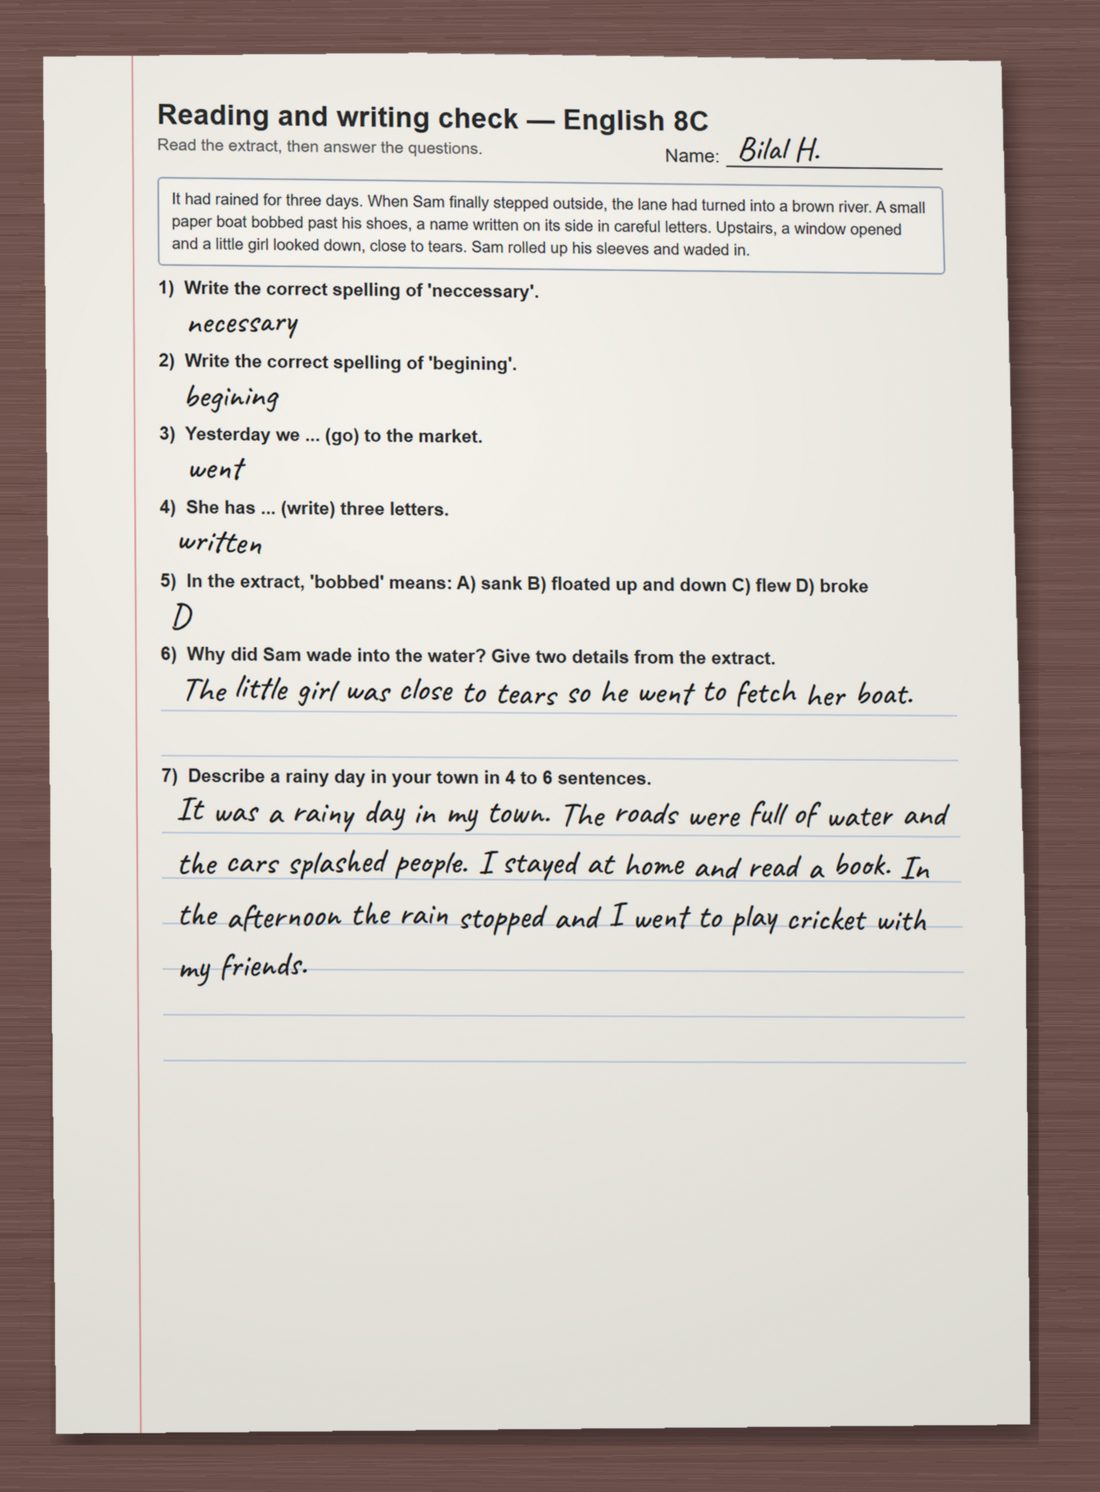 Reading and writing check — English 8C
Read the extract, then answer the questions.
Name: Bilal H.
It had rained for three days. When Sam finally stepped outside, the lane had turned into a brown river. A small
paper boat bobbed past his shoes, a name written on its side in careful letters. Upstairs, a window opened
and a little girl looked down, close to tears. Sam rolled up his sleeves and waded in.
1) Write the correct spelling of 'neccessary'.
necessary
2) Write the correct spelling of 'begining'.
begining
3) Yesterday we ... (go) to the market.
went
4) She has ... (write) three letters.
written
5) In the extract, 'bobbed' means: A) sank B) floated up and down C) flew D) broke
D
6) Why did Sam wade into the water? Give two details from the extract.
The little girl was close to tears so he went to fetch her boat.
7) Describe a rainy day in your town in 4 to 6 sentences.
It was a rainy day in my town. The roads were full of water and
the cars splashed people. I stayed at home and read a book. In
the afternoon the rain stopped and I went to play cricket with
my friends.